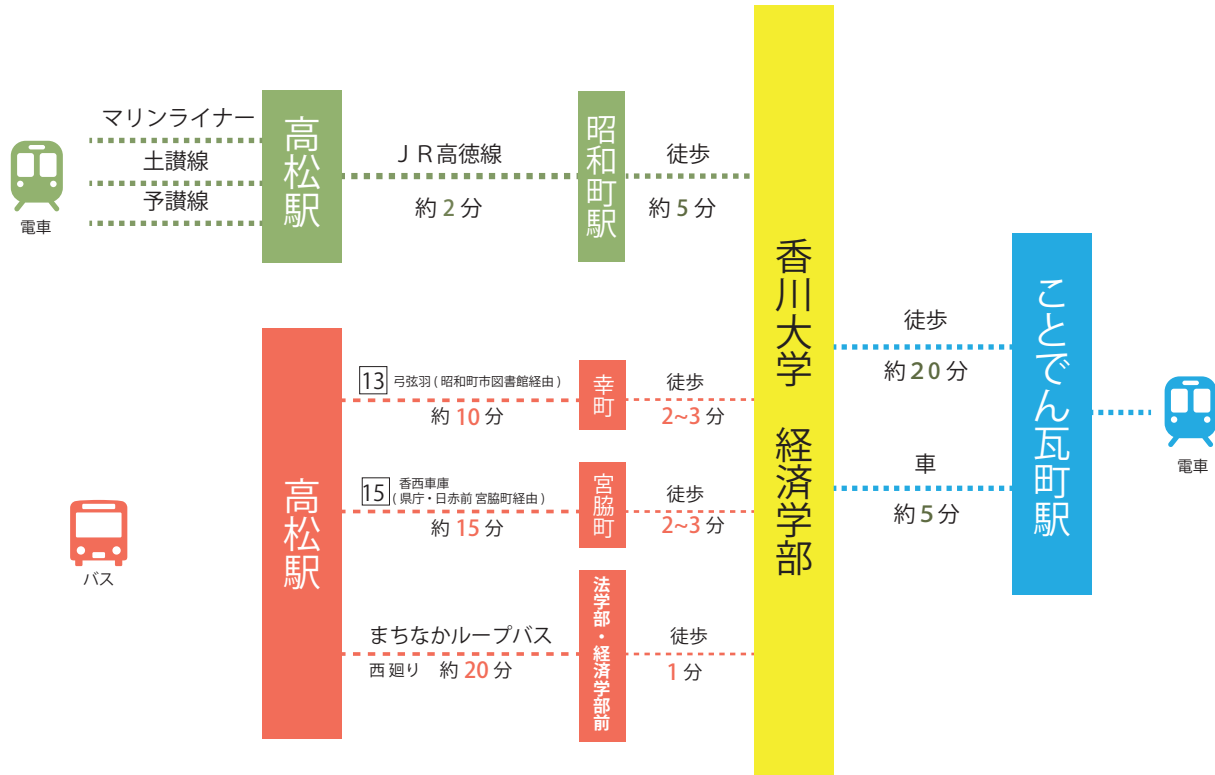 マリンライナー
土讃線
予讃線
電車
高松駅
ＪＲ高徳線
約 2 分
昭和町駅
徒歩
約 5 分
高松駅
バス
13 弓弦羽 ( 昭和町市図書館経由 )
約 10 分
幸町
徒歩
2~3 分
15 香西車庫
( 県庁・日赤前 宮脇町経由 )
約 15 分
宮脇町
徒歩
2~3 分
まちなかループバス
西 廻り 約 20 分
法学部・経済学部前
徒歩
1 分
香川大学 経済学部
徒歩
約 20 分
車
約 5 分
ことでん瓦町駅
電車